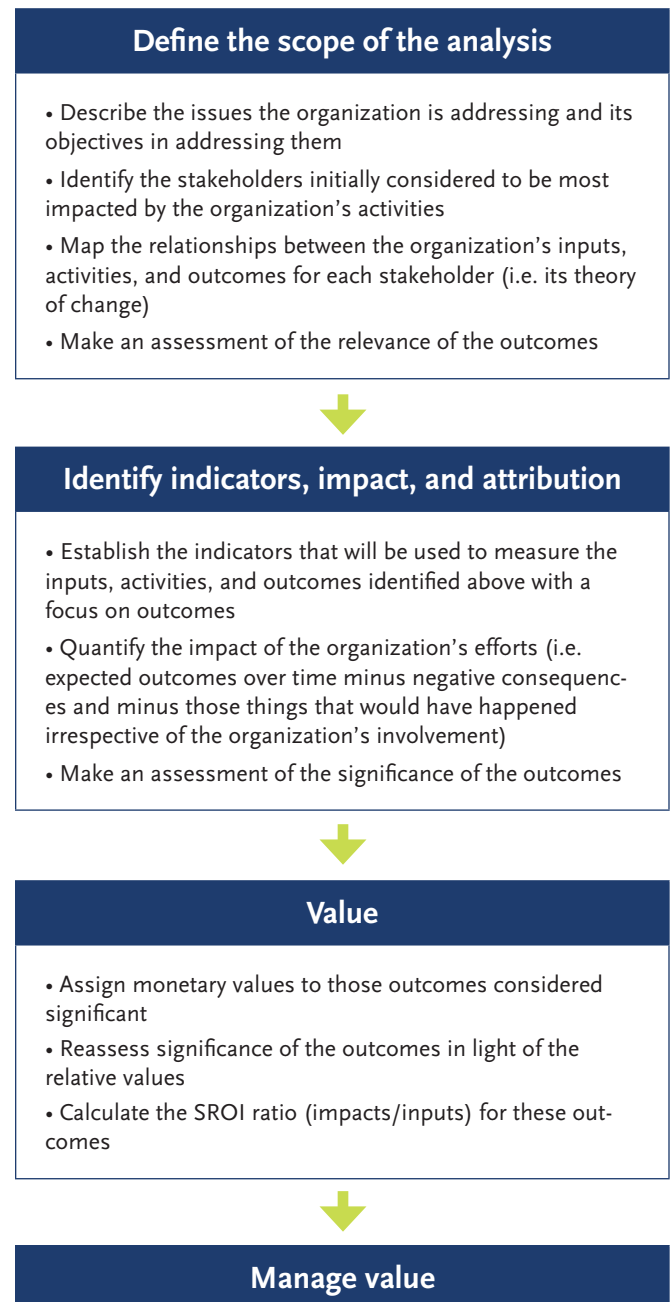 Define the scope of the analysis
• Describe the issues the organization is addressing and its
objectives in addressing them
• Identify the stakeholders initially considered to be most
impacted by the organization’s activities
• Map the relationships between the organization’s inputs,
activities, and outcomes for each stakeholder (i.e. its theory
of change)
• Make an assessment of the relevance of the outcomes
Identify indicators, impact, and attribution
• Establish the indicators that will be used to measure the
inputs, activities, and outcomes identified above with a
focus on outcomes
• Quantify the impact of the organization’s efforts (i.e.
expected outcomes over time minus negative consequenc-
es and minus those things that would have happened
irrespective of the organization’s involvement)
• Make an assessment of the significance of the outcomes
Value
• Assign monetary values to those outcomes considered
significant
• Reassess significance of the outcomes in light of the
relative values
• Calculate the SROI ratio (impacts/inputs) for these out-
comes
Manage value